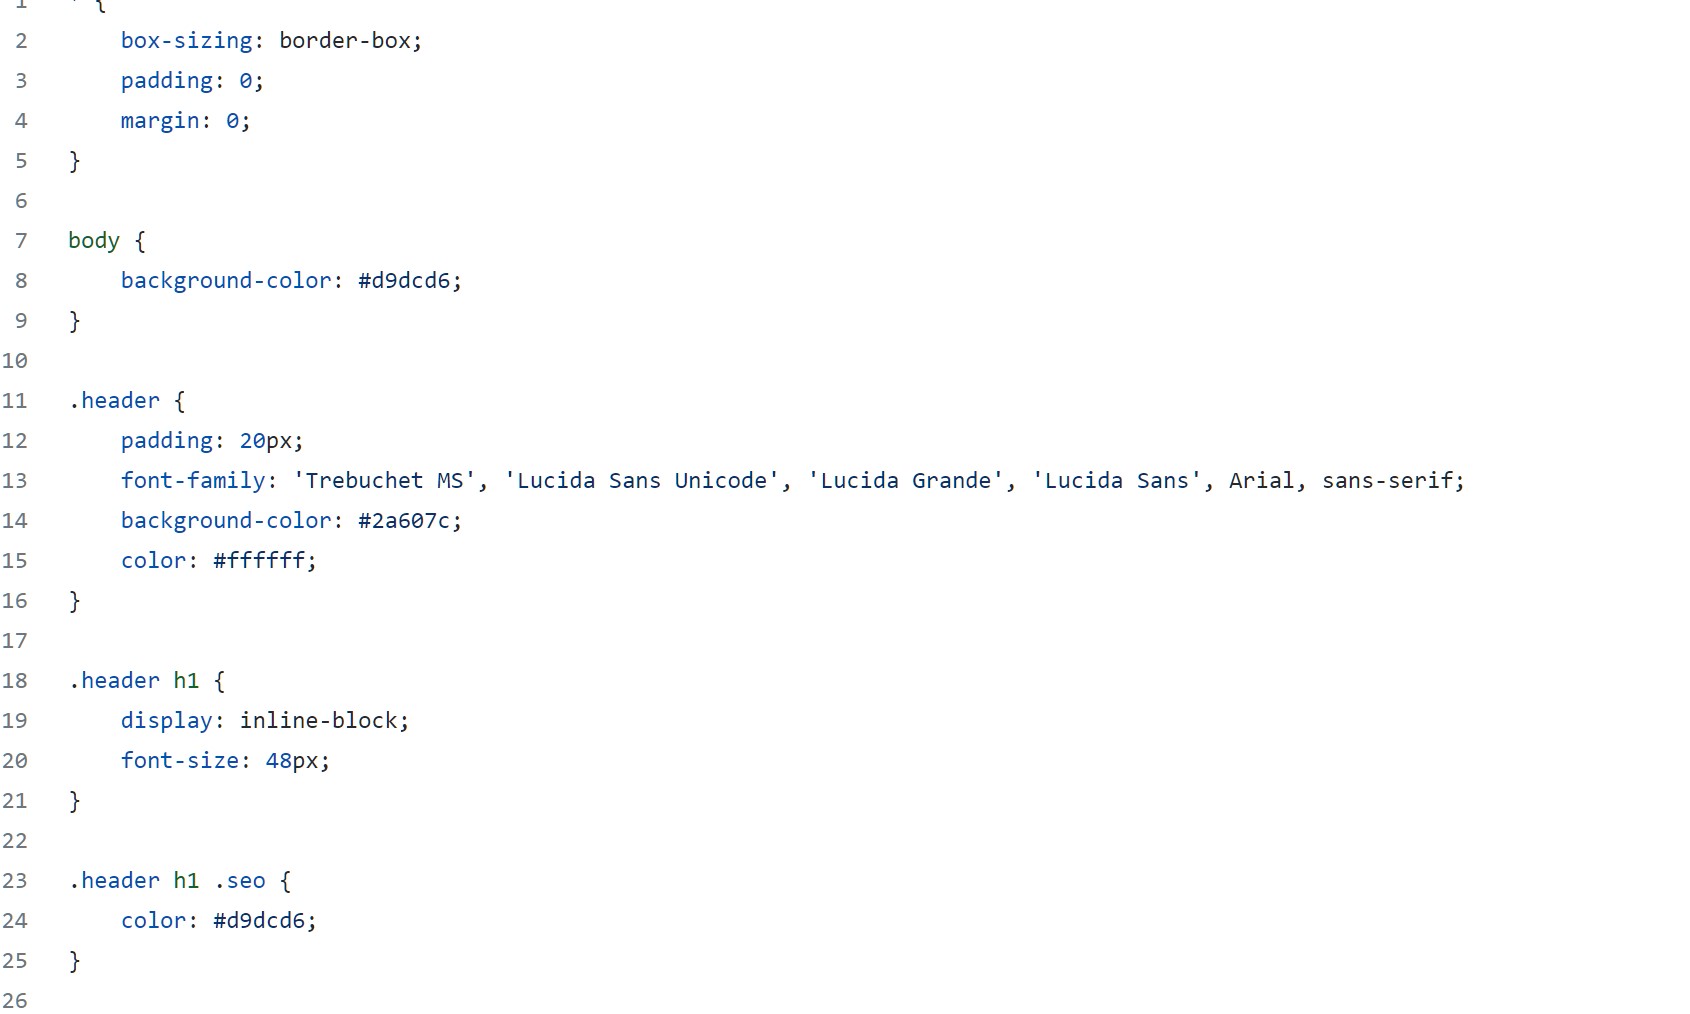 1 * {
2     box-sizing: border-box;
3     padding: 0;
4     margin: 0;
5 }
6
7 body {
8     background-color: #d9dcd6;
9 }
10
11 .header {
12     padding: 20px;
13     font-family: 'Trebuchet MS', 'Lucida Sans Unicode', 'Lucida Grande', 'Lucida Sans', Arial, sans-serif;
14     background-color: #2a607c;
15     color: #ffffff;
16 }
17
18 .header h1 {
19     display: inline-block;
20     font-size: 48px;
21 }
22
23 .header h1 .seo {
24     color: #d9dcd6;
25 }
26